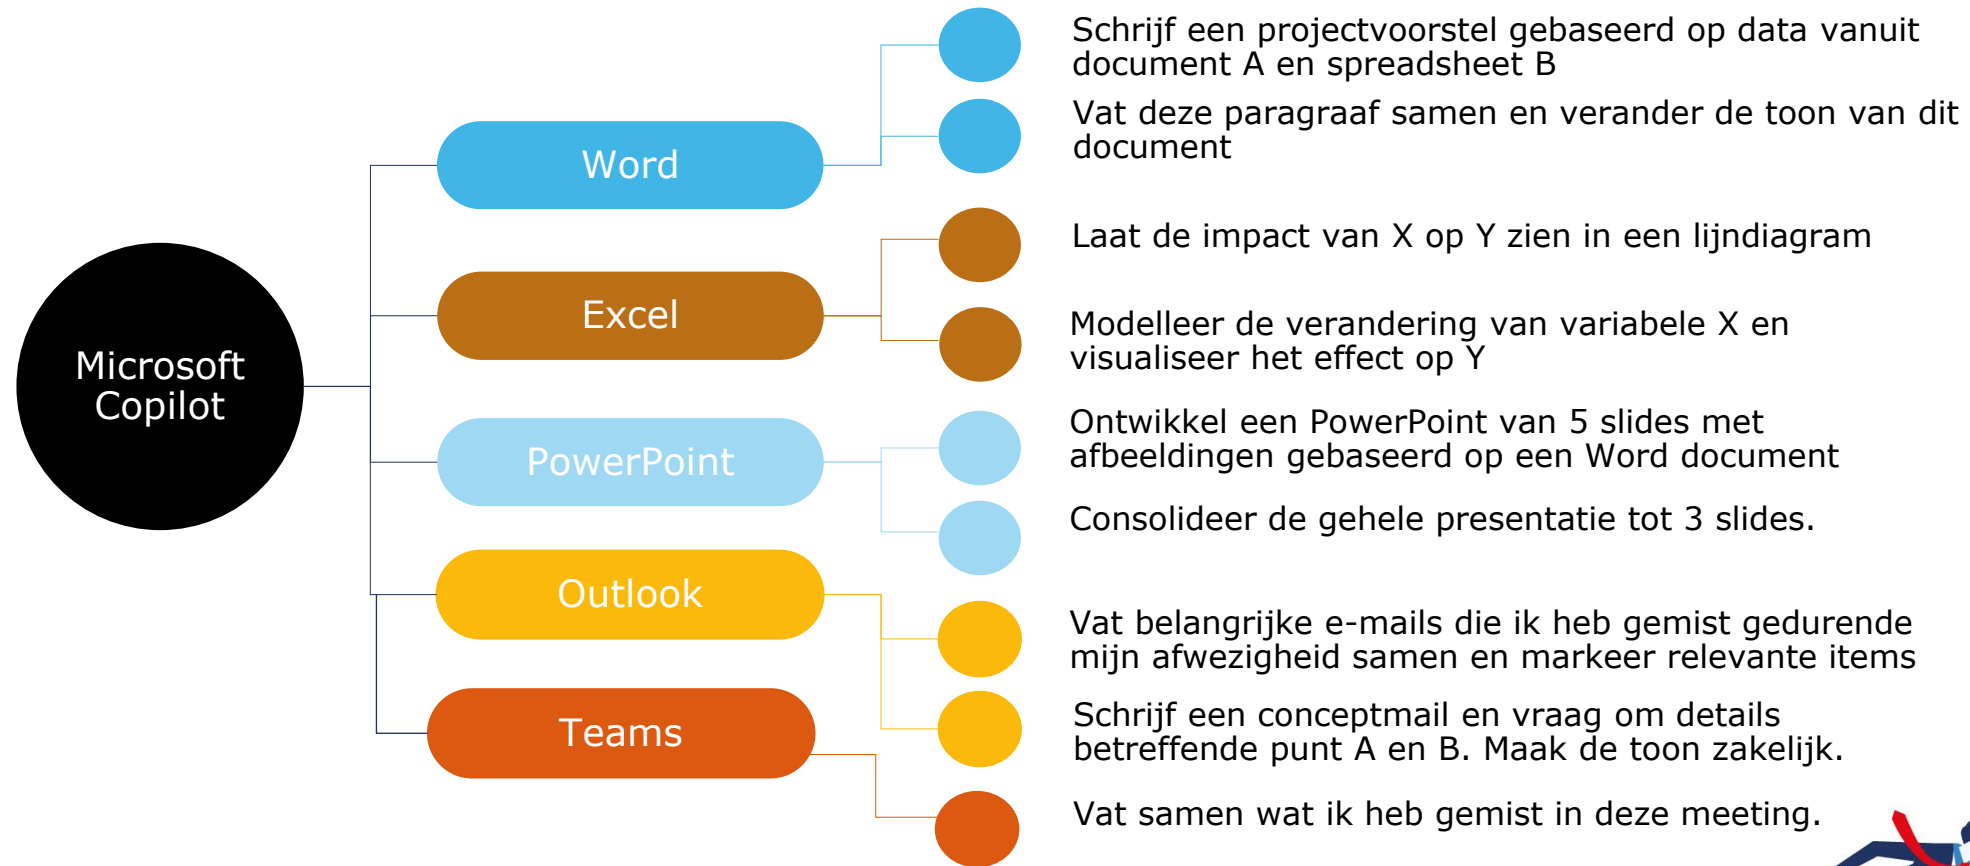 Microsoft
Copilot
Word
Schrijf een projectvoorstel gebaseerd op data vanuit
document A en spreadsheet B
Vat deze paragraaf samen en verander de toon van dit
document
Excel
Laat de impact van X op Y zien in een lijndiagram
Modelleer de verandering van variabele X en
visualiseer het effect op Y
PowerPoint
Ontwikkel een PowerPoint van 5 slides met
afbeeldingen gebaseerd op een Word document
Consolideer de gehele presentatie tot 3 slides.
Outlook
Vat belangrijke e-mails die ik heb gemist gedurende
mijn afwezigheid samen en markeer relevante items
Schrijf een conceptmail en vraag om details
betreffende punt A en B. Maak de toon zakelijk.
Teams
Vat samen wat ik heb gemist in deze meeting.